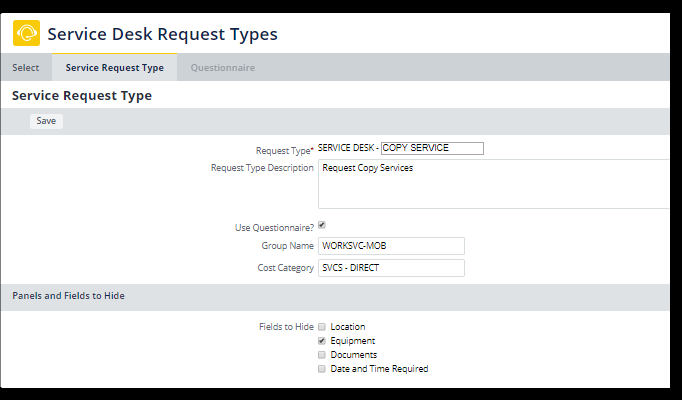 Service Desk Request Types
Select Service Request Type Questionnaire
Service Request Type
Save
Request Type* SERVICE DESK - COPY SERVICE
Request Type Description Request Copy Services
Use Questionnaire?
Group Name WORKSVC-MOB
Cost Category SVCS - DIRECT
Panels and Fields to Hide
Fields to Hide Location
Equipment
Documents
Date and Time Required